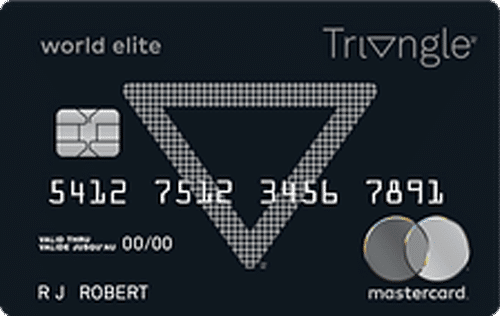 world elite
Triangle
5412 7512 3456 7891
VALID THRU
VALIDE JUSQU'AU 00/00
R J ROBERT
mastercard.